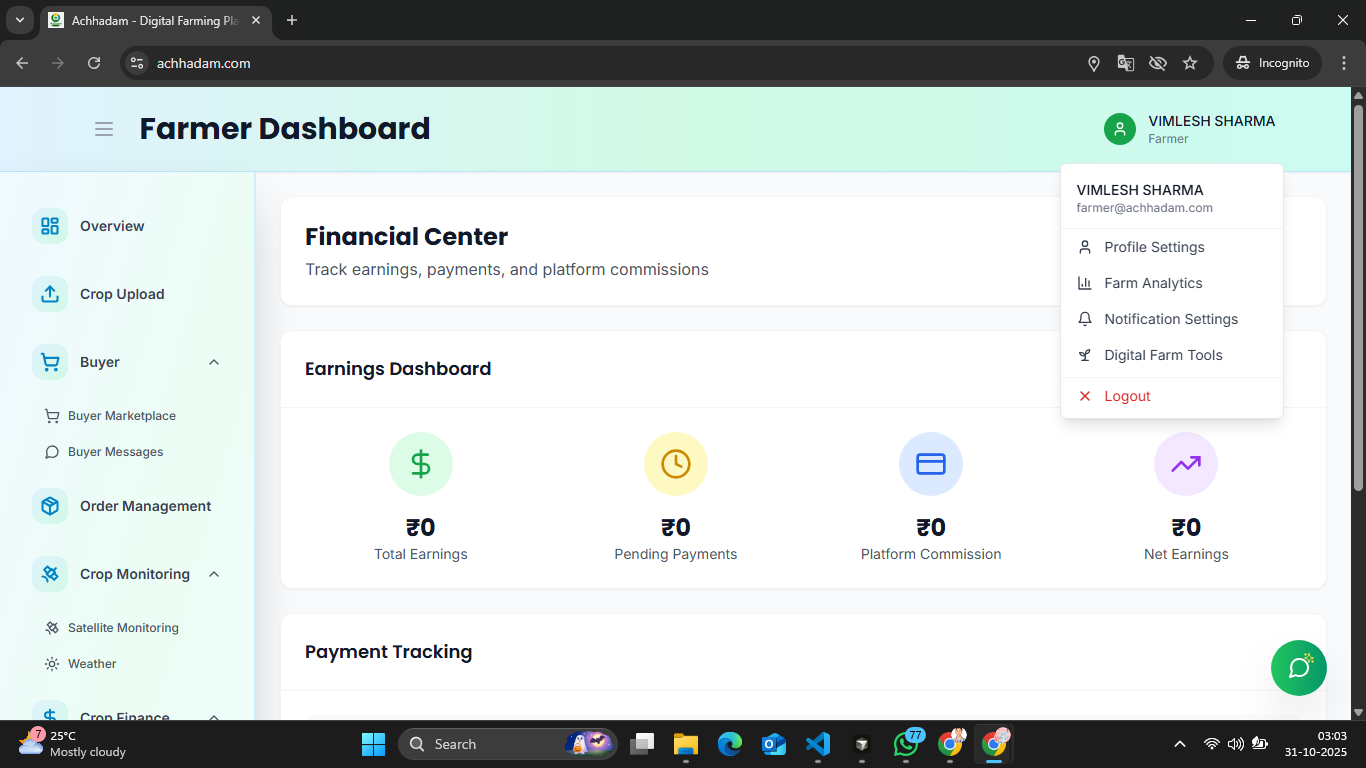 Achhadam - Digital Farming Pla
achhadam.com
Incognito
Farmer Dashboard
VIMLESH SHARMA
Farmer
VIMLESH SHARMA
farmer@achhadam.com
Profile Settings
Farm Analytics
Notification Settings
Digital Farm Tools
Logout
Overview
Crop Upload
Buyer
Buyer Marketplace
Buyer Messages
Order Management
Crop Monitoring
Satellite Monitoring
Weather
Crop Finance
Financial Center
Track earnings, payments, and platform commissions
Earnings Dashboard
₹0
Total Earnings
₹0
Pending Payments
₹0
Platform Commission
₹0
Net Earnings
Payment Tracking
7
25°C
Mostly cloudy
Search
77
03:03
31-10-2025